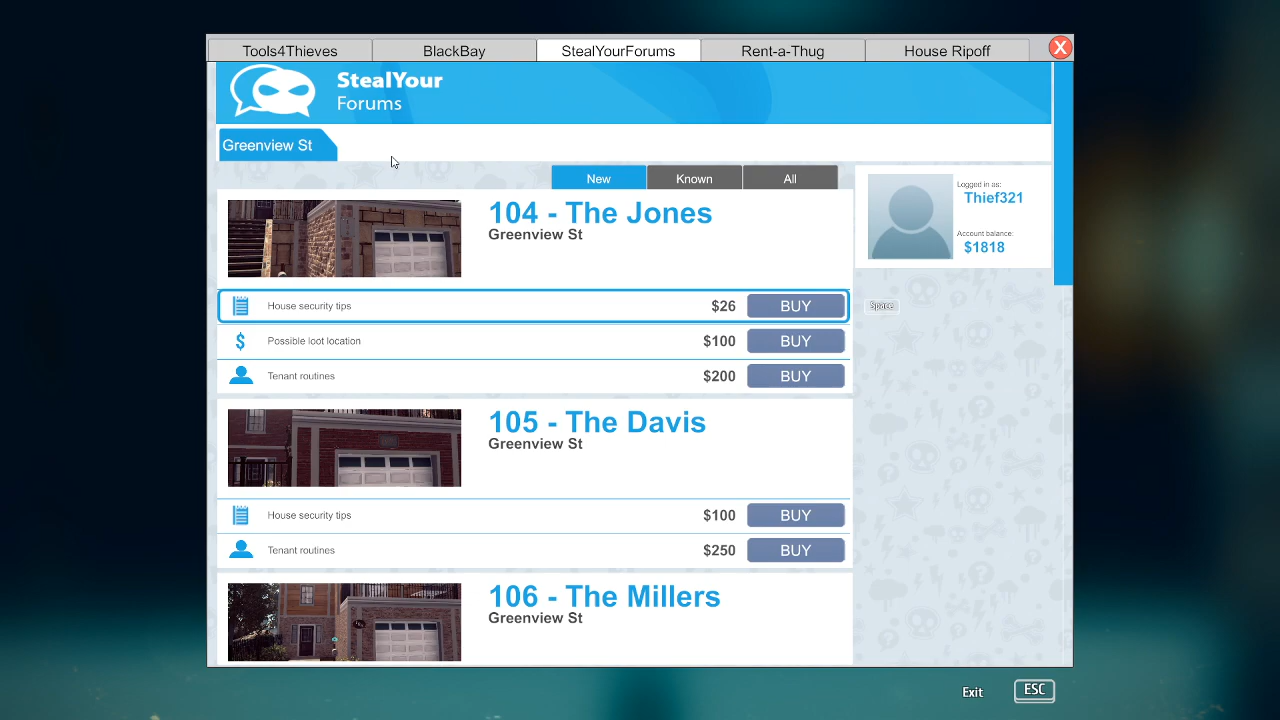 Tools4Thieves
BlackBay
StealYourForums
Rent-a-Thug
House Ripoff
X
StealYour
Forums
Greenview St
New
Known
All
Logged in as:
Thief321
Account balance:
$1818
104 - The Jones
Greenview St
House security tips
$26
BUY
Space
Possible loot location
$100
BUY
Tenant routines
$200
BUY
105 - The Davis
Greenview St
House security tips
$100
BUY
Tenant routines
$250
BUY
106 - The Millers
Greenview St
Exit
ESC